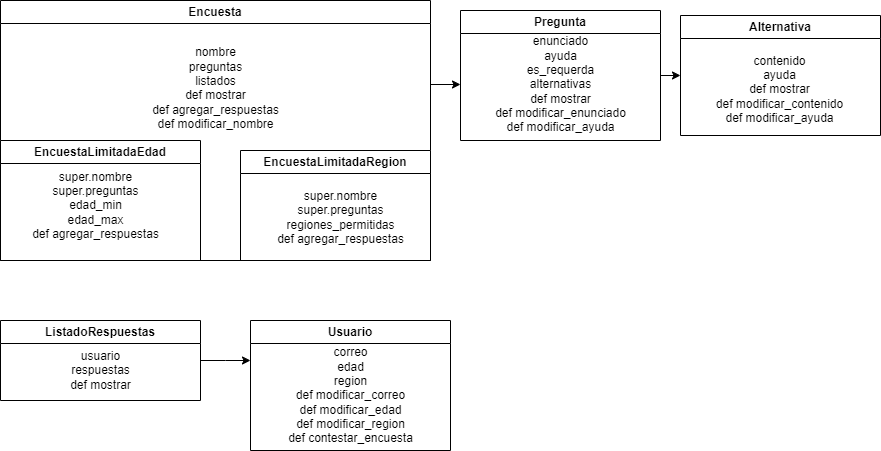 Encuesta
nombre
preguntas
listados
def mostrar
def agregar_respuestas
def modificar_nombre
EncuestaLimitadaEdad
super.nombre
super.preguntas
edad_min
edad_max
def agregar_respuestas
EncuestaLimitadaRegion
super.nombre
super.preguntas
regiones_permitidas
def agregar_respuestas
Pregunta
enunciado
ayuda
es_requerda
alternativas
def mostrar
def modificar_enunciado
def modificar_ayuda
Alternativa
contenido
ayuda
def mostrar
def modificar_contenido
def modificar_ayuda
ListadoRespuestas
usuario
respuestas
def mostrar
Usuario
correo
edad
region
def modificar_correo
def modificar_edad
def modificar_region
def contestar_encuesta